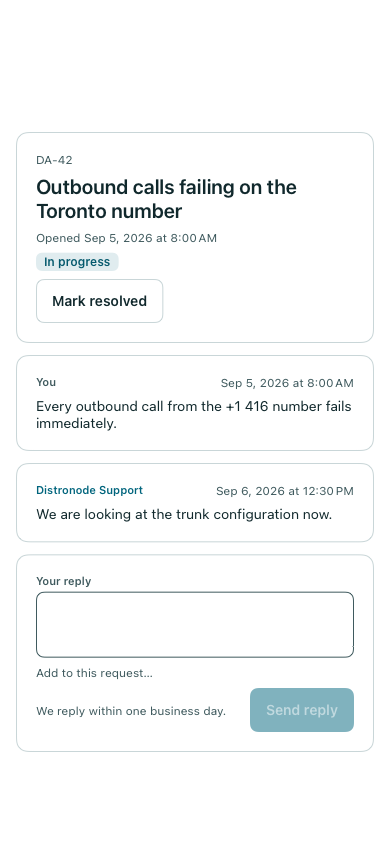 DA-42
Outbound calls failing on the
Toronto number
Opened Sep 5, 2026 at 8:00 AM
In progress
Mark resolved
You
Sep 5, 2026 at 8:00 AM
Every outbound call from the +1 416 number fails
immediately.
Distronode Support
Sep 6, 2026 at 12:30 PM
We are looking at the trunk configuration now.
Your reply
Add to this request...
We reply within one business day.
Send reply